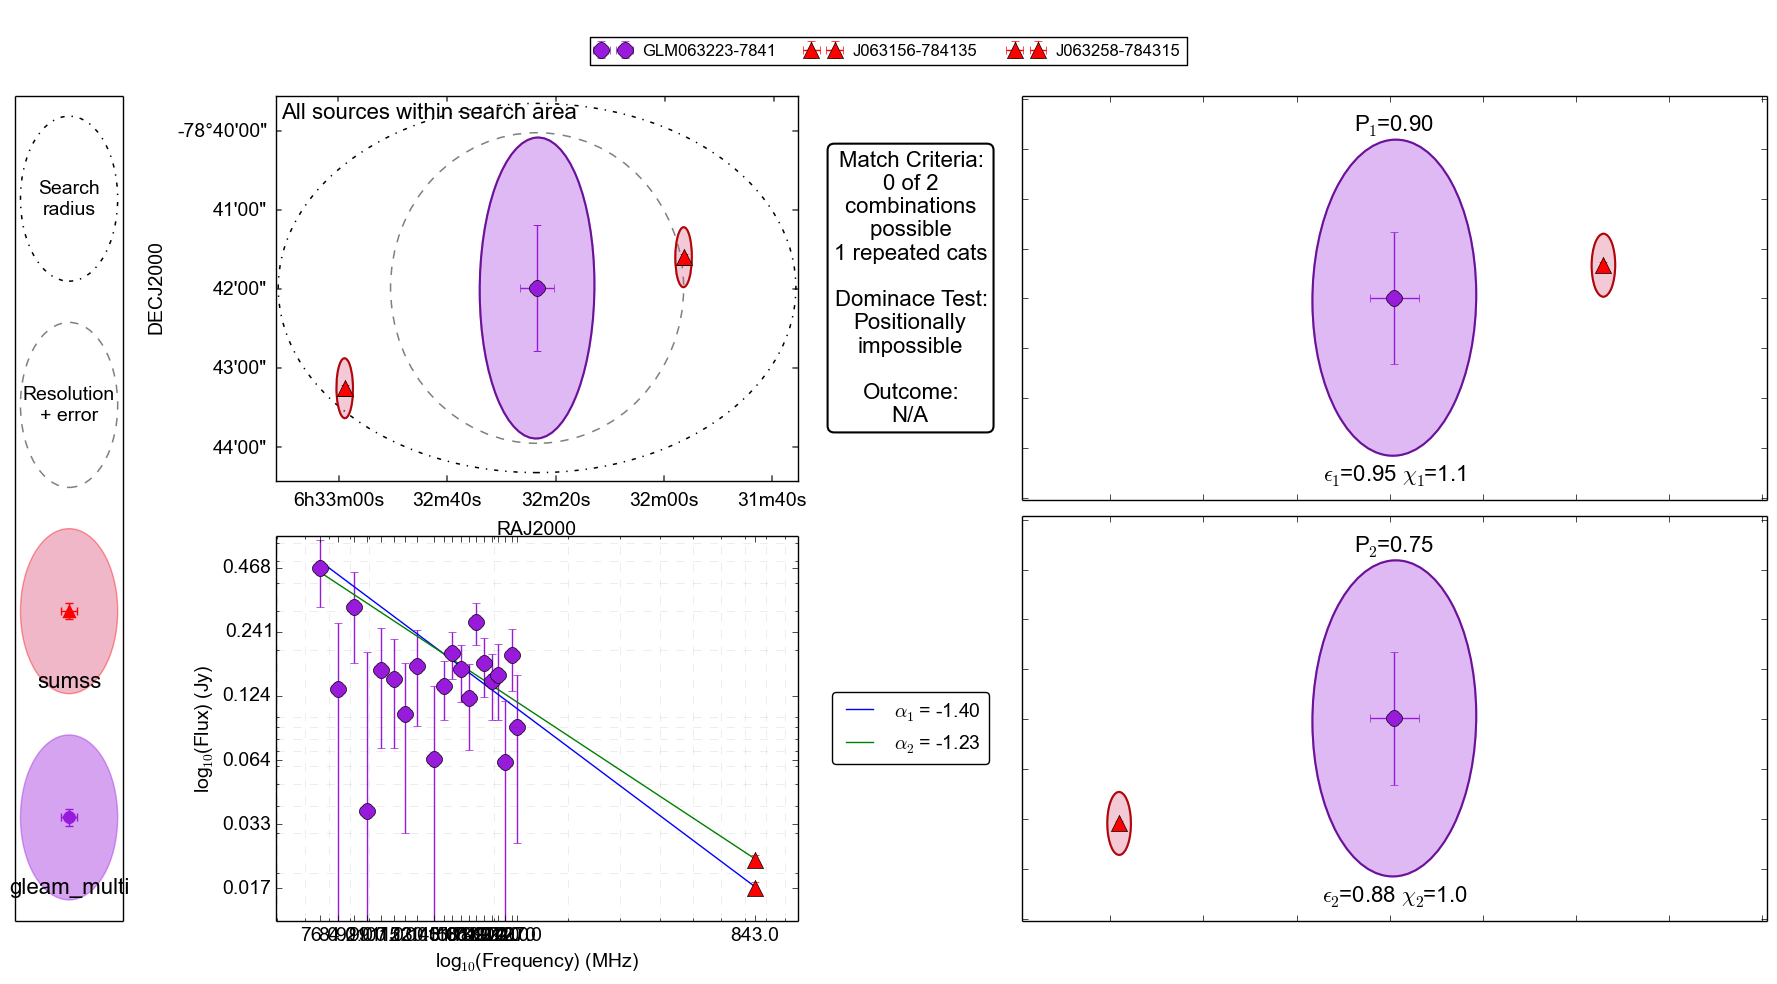 GLM063223-7841 J063156-784135 J063258-784315
Search
radius
Resolution
+ error
sumss
gleam_multi
All sources within search area
DECJ2000
-78°40'00"
41'00"
42'00"
43'00"
44'00"
6h33m00s 32m40s 32m20s 32m00s 31m40s
RAJ2000
Match Criteria:
0 of 2
combinations
possible
1 repeated cats
Dominace Test:
Positionally
impossible
Outcome:
N/A
P₁=0.90
ϵ₁=0.95 χ₁=1.1
log₁₀(Flux) (Jy)
0.468
0.241
0.124
0.064
0.033
0.017
843.0
log₁₀(Frequency) (MHz)
α₁ = -1.40
α₂ = -1.23
P₂=0.75
ϵ₂=0.88 χ₂=1.0